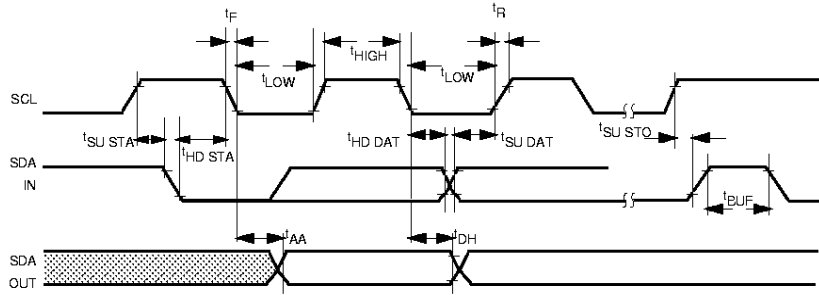 tF
tR
tLOW
tHIGH
tLOW
SCL
tSU STA
tHD STA
tHD DAT
tSU DAT
tSU STO
SDA
IN
tBUF
tAA
tDH
SDA
OUT